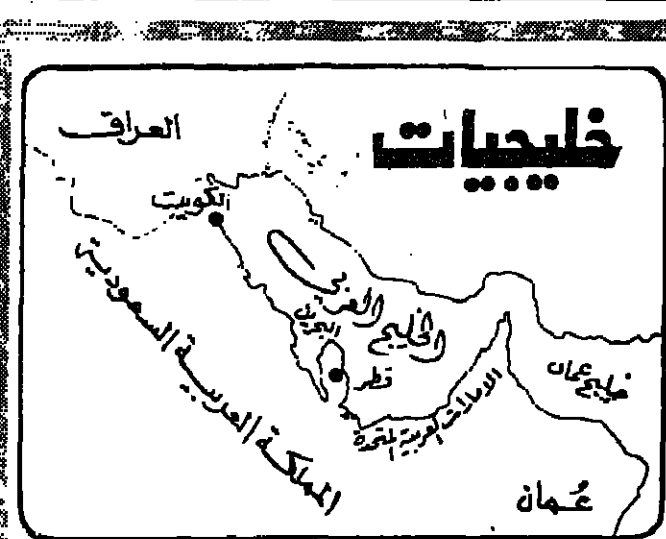 خليجيات
العراق
الكويت
الخليج العربي
البحرين
قطر
المملكة العربية السعودية
الامارات العربية المتحدة
خليج عمان
عُمان